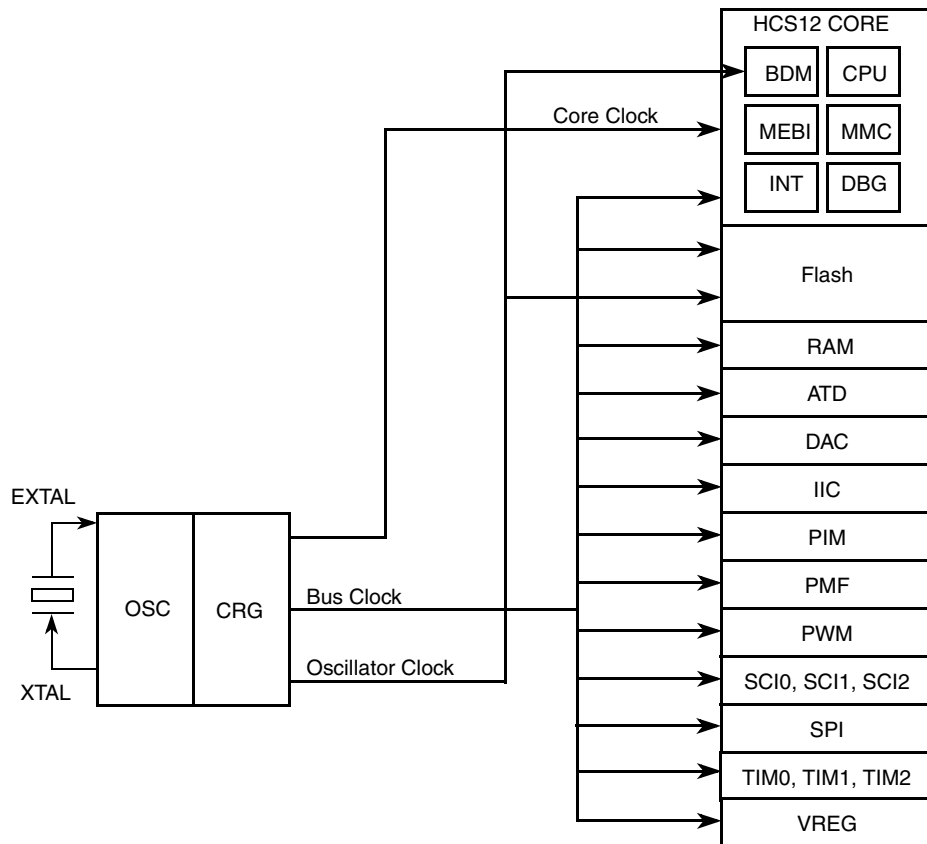 HCS12 CORE
BDM
CPU
Core Clock
MEBI
MMC
INT
DBG
Flash
RAM
ATD
DAC
IIC
EXTAL
PIM
PMF
Bus Clock
OSC
CRG
PWM
Oscillator Clock
XTAL
SCI0, SCI1, SCI2
SPI
TIM0, TIM1, TIM2
VREG